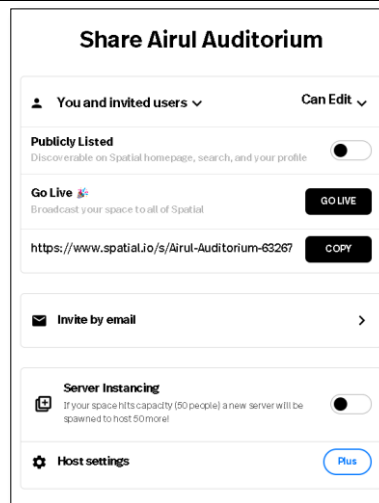 Share Airul Auditorium
You and invited users
Can Edit
Publicly Listed
Discoverable on Spatial homepage, search, and your profile
Go Live
Broadcast your space to all of Spatial
GO LIVE
https://www.spatial.io/s/Airul-Auditorium-63267
COPY
Invite by email
Server Instancing
If your space hits capacity (50 people) a new server will be
spawned to host 50 more!
Host settings
Plus